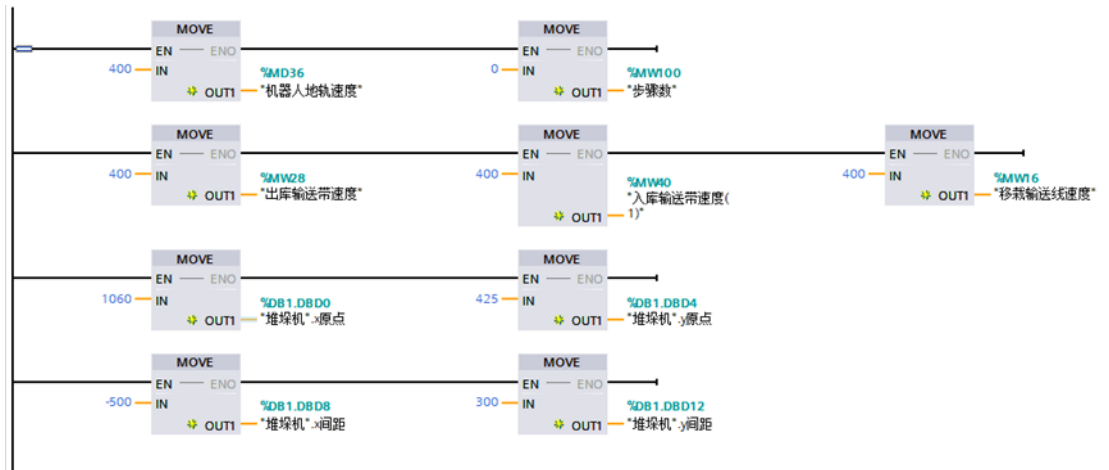 MOVE MOVE
EN ENO EN ENO
400 IN %MD36 0 IN %MW100
OUT1 "机器人地轨速度" OUT1 "步骤数"
MOVE MOVE MOVE
EN ENO EN ENO EN ENO
400 IN %MW28 400 IN %MW40 400 IN %MW16
OUT1 "出库输送带速度" "入库输送带速度( OUT1 "移栽输送线速度"
OUT1 1)"
MOVE MOVE
EN ENO EN ENO
1060 IN %DB1.DBD0 425 IN %DB1.DBD4
OUT1 "堆垛机".x原点 OUT1 "堆垛机".y原点
MOVE MOVE
EN ENO EN ENO
-500 IN %DB1.DBD8 300 IN %DB1.DBD12
OUT1 "堆垛机".x间距 OUT1 "堆垛机".y间距